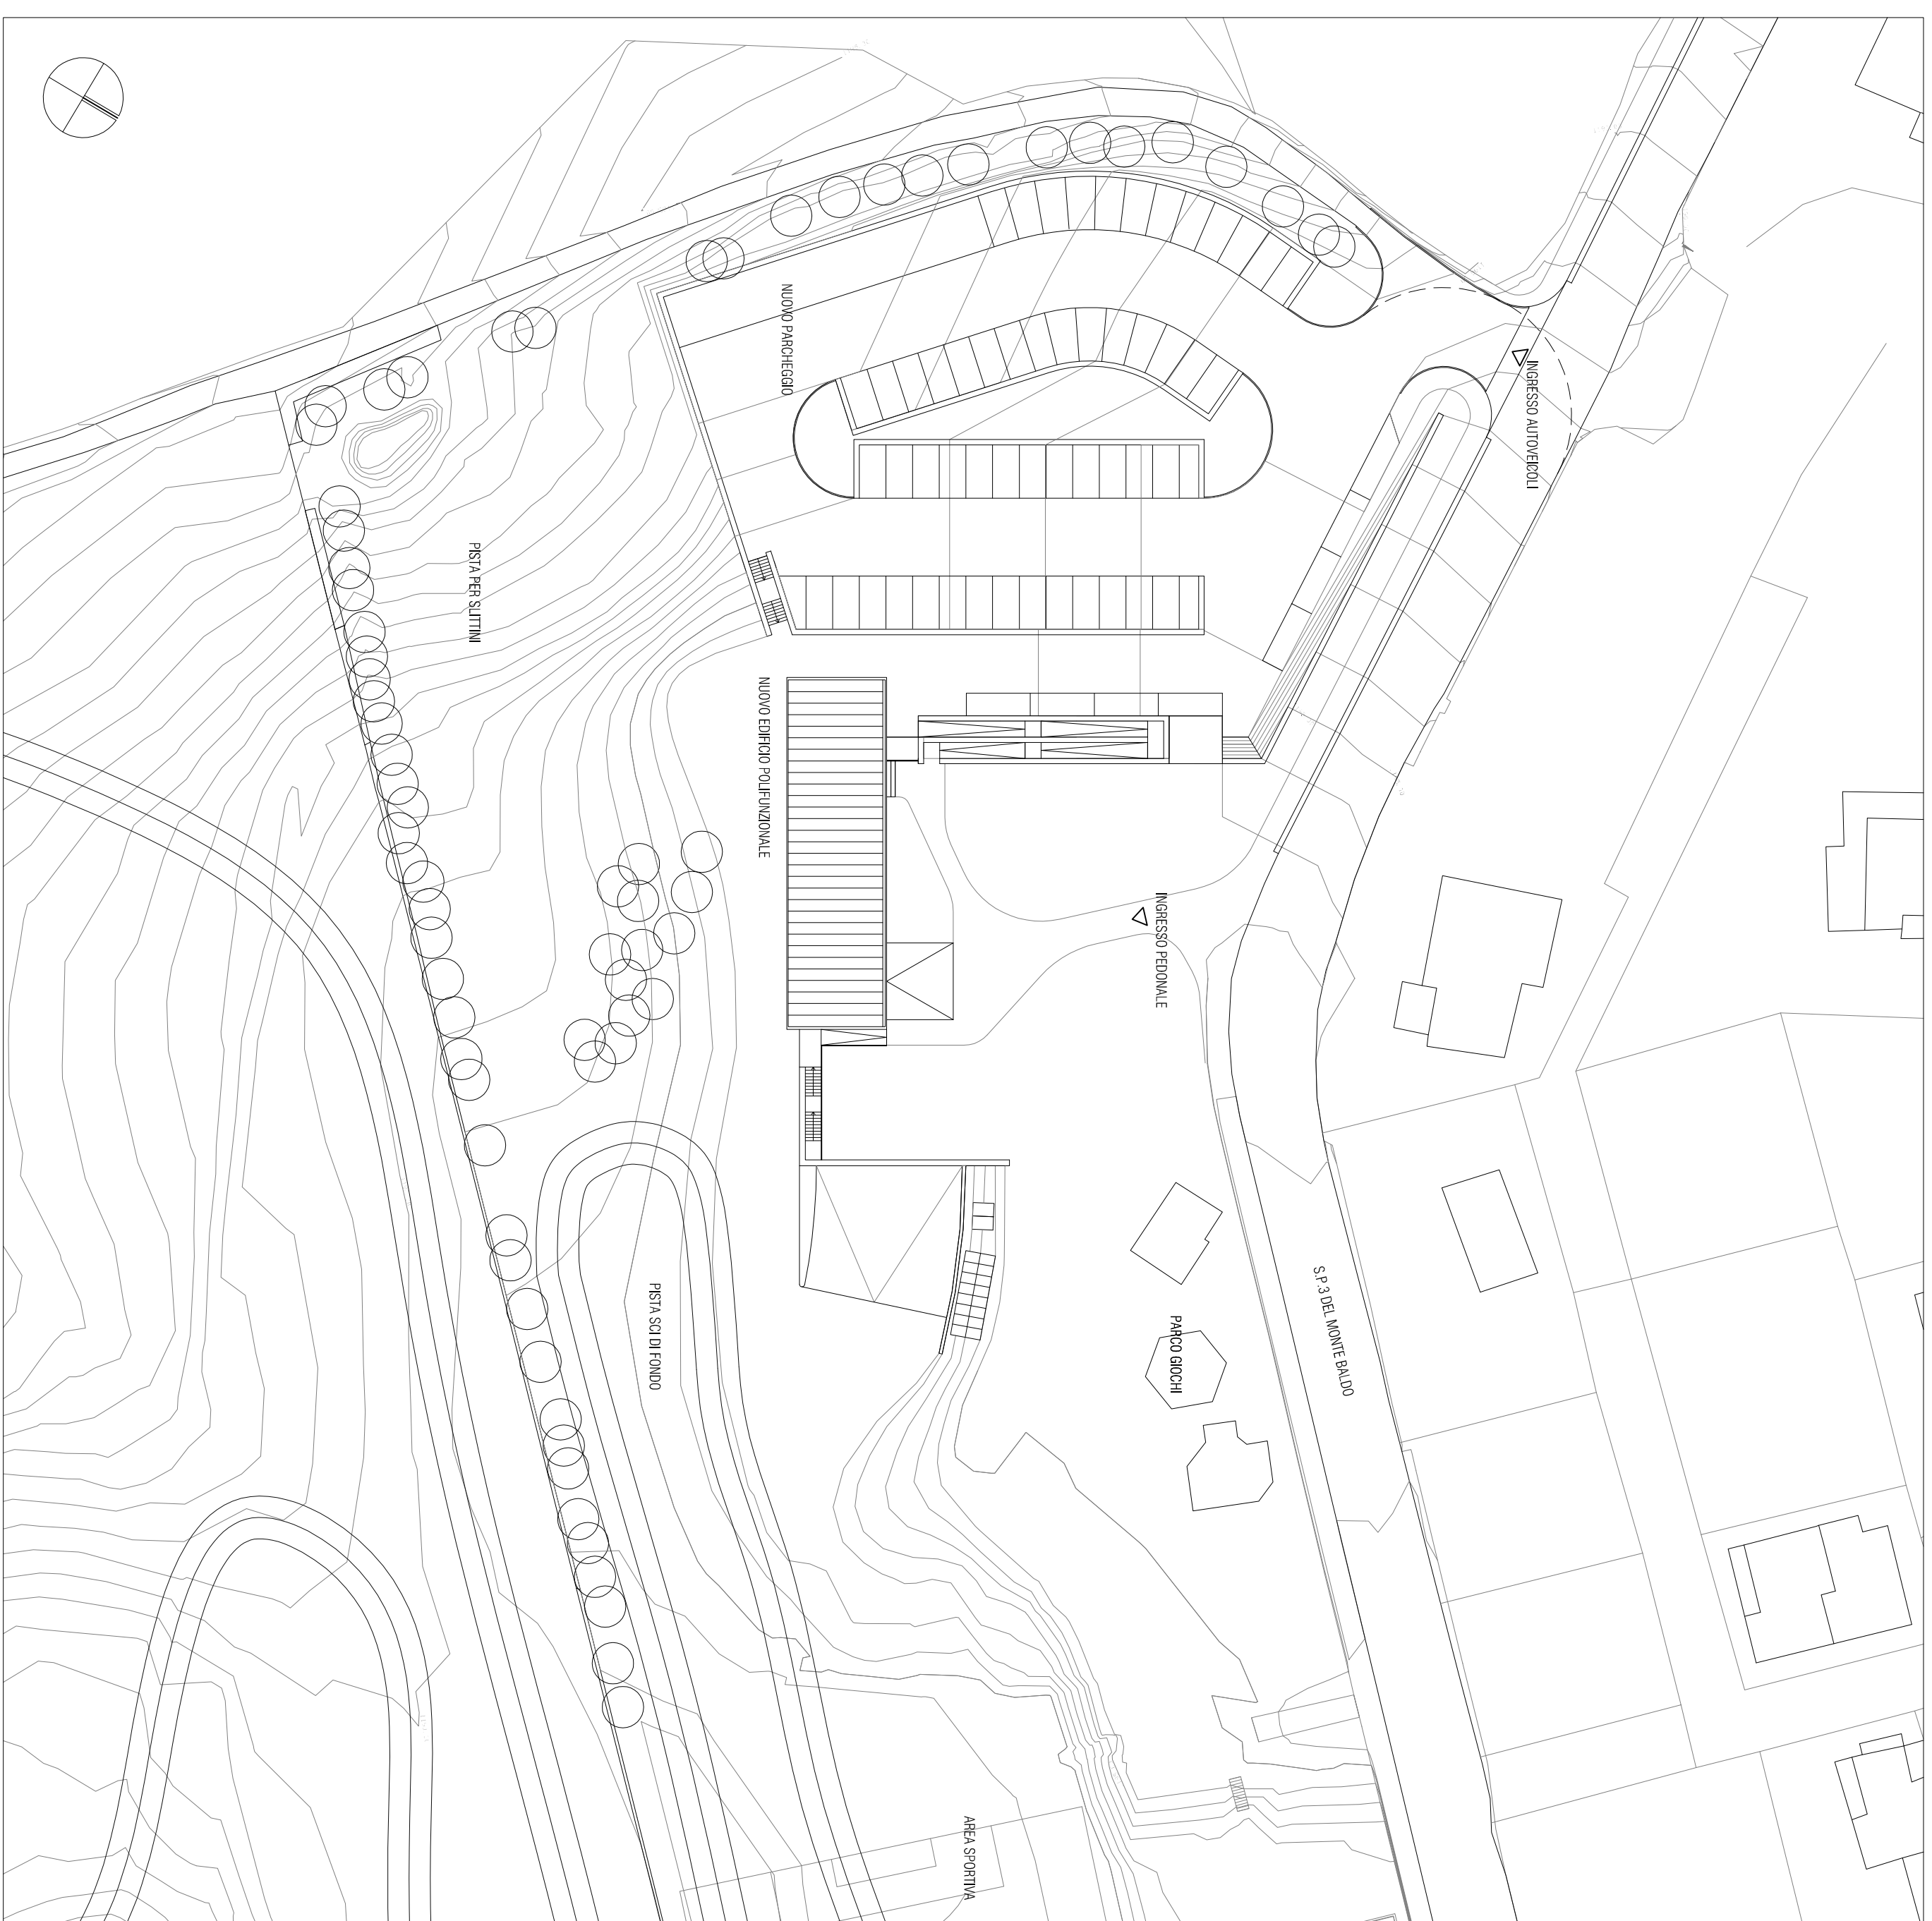 NUOVO PARCHEGGIO
INGRESSO AUTOVEICOLI
PISTA PER SLITTINI
NUOVO EDIFICIO POLIFUNZIONALE
INGRESSO PEDONALE
S.P.3 DEL MONTE BALDO
PISTA SCI DI FONDO
PARCO GIOCHI
AREA SPORTIVA